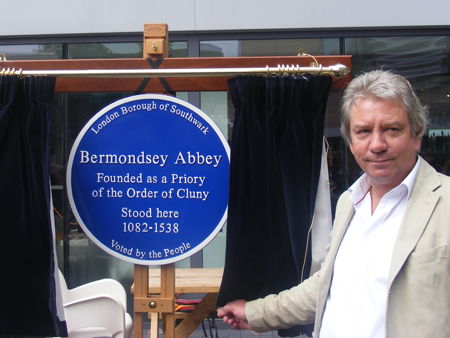 London Borough of Southwark
Bermondsey Abbey
Founded as a Priory
of the Order of Cluny
Stood here
1082-1538
Voted by the People